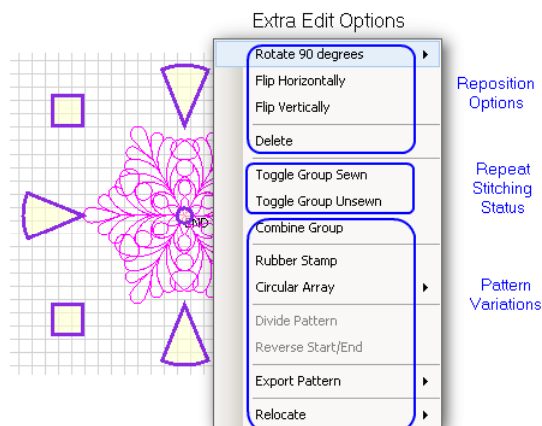 Extra Edit Options
Rotate 90 degrees
Flip Horizontally
Flip Vertically
Delete
Reposition
Options
Toggle Group Sewn
Toggle Group Unsewn
Repeat
Stitching
Status
Combine Group
Rubber Stamp
Circular Array
Divide Pattern
Reverse Start/End
Export Pattern
Relocate
Pattern
Variations
END